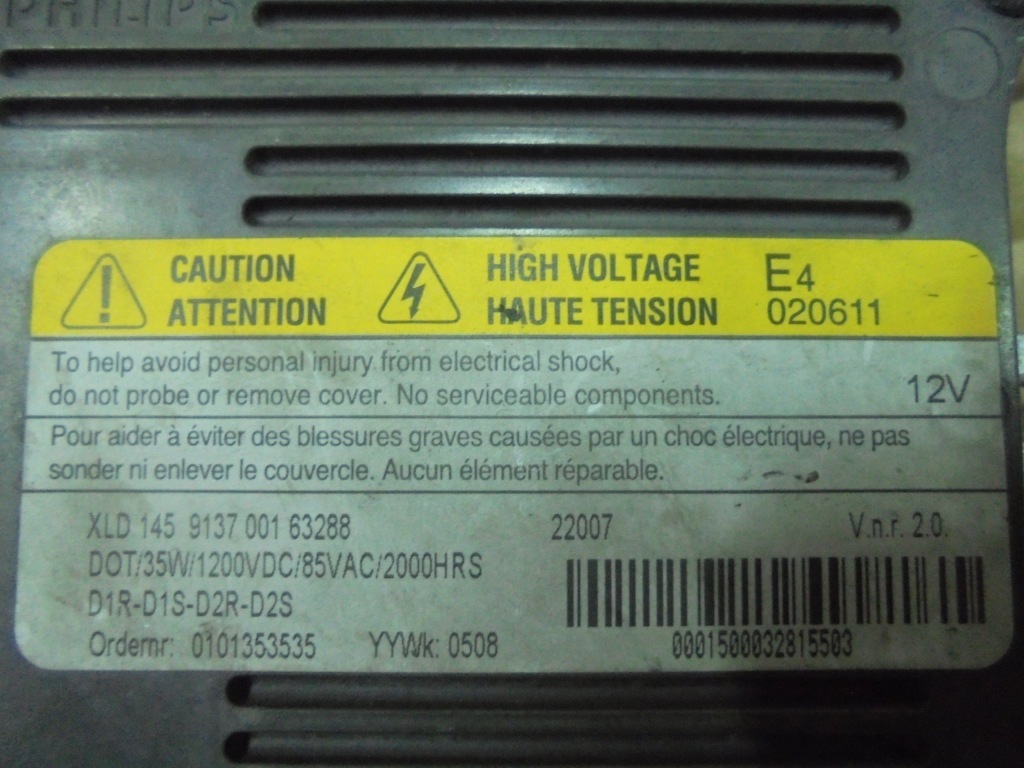 PHILIPS
CAUTION
ATTENTION
HIGH VOLTAGE
HAUTE TENSION
E4
020611
To help avoid personal injury from electrical shock,
do not probe or remove cover. No serviceable components.
12V
Pour aider à éviter des blessures graves causées par un choc électrique, ne pas
sonder ni enlever le couvercle. Aucun élément réparable.
XLD 145 9137 001 63288 22007 V.n.r. 2.0.
DOT/35W/1200VDC/85VAC/2000HRS
D1R-D1S-D2R-D2S
Ordernr: 0101353535 YYWk: 0508 0001500032815503